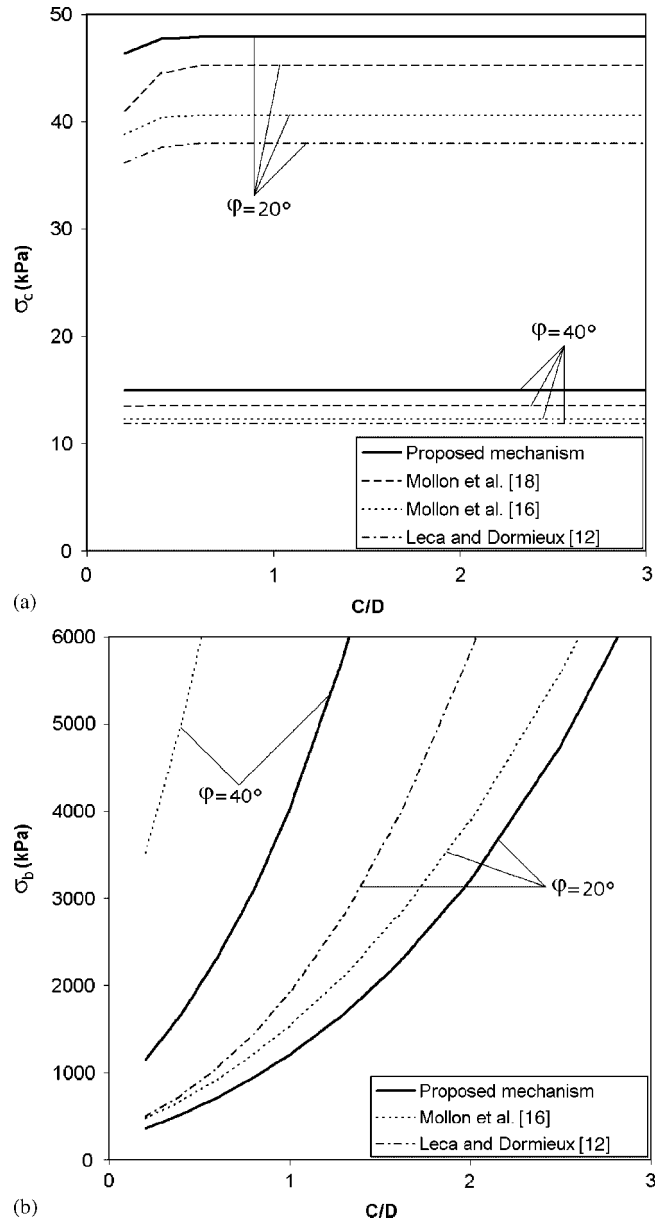 50
40
30
20
10
0
σc (kPa)
φ=20°
φ=40°
Proposed mechanism
Mollon et al. [18]
Mollon et al. [16]
Leca and Dormieux [12]
0
1
2
3
C/D
(a)
6000
5000
4000
3000
2000
1000
0
σb (kPa)
φ=40°
φ=20°
Proposed mechanism
Mollon et al. [16]
Leca and Dormieux [12]
0
1
2
3
C/D
(b)